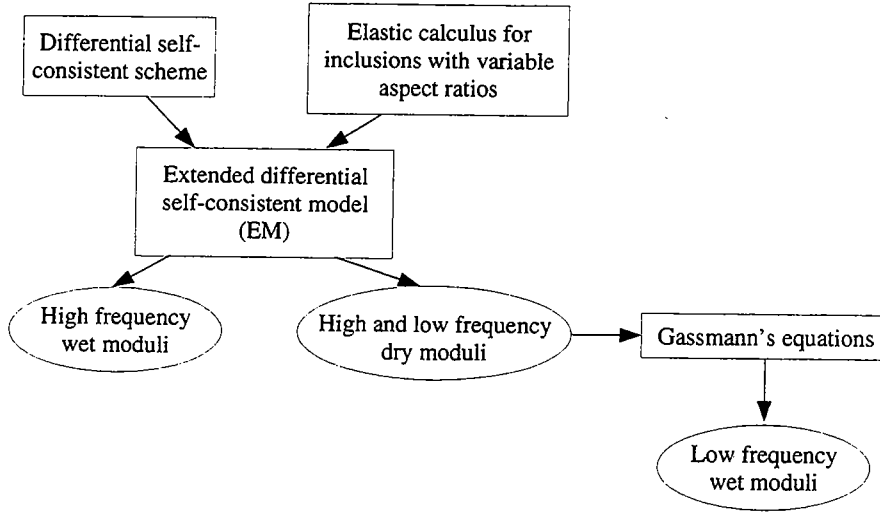 Differential self-
consistent scheme
Elastic calculus for
inclusions with variable
aspect ratios
Extended differential
self-consistent model
(EM)
High frequency
wet moduli
High and low frequency
dry moduli
Gassmann's equations
Low frequency
wet moduli